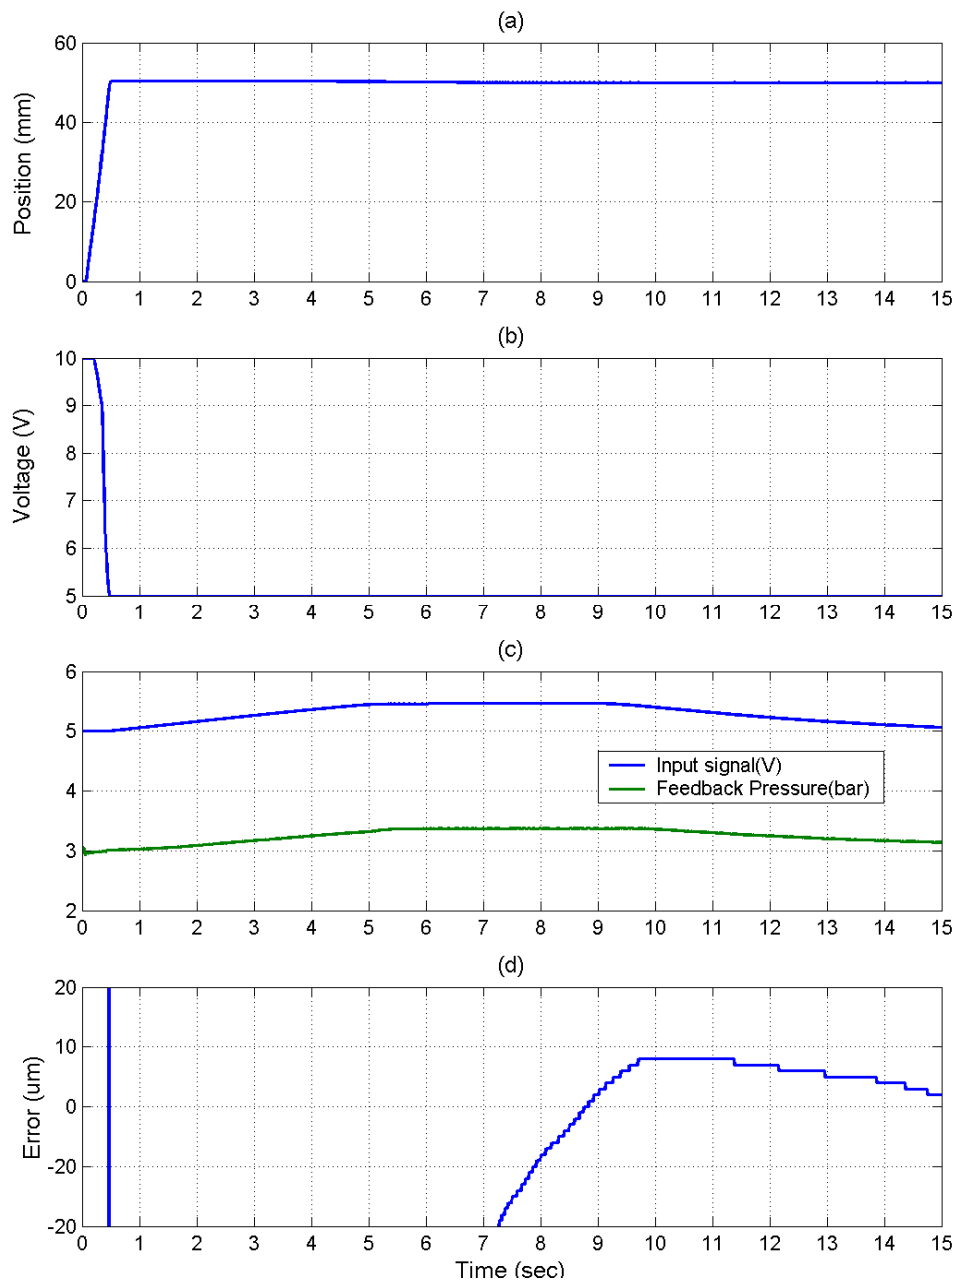 (a)
Position (mm)
60
40
20
0
0 1 2 3 4 5 6 7 8 9 10 11 12 13 14 15
(b)
Voltage (V)
10
9
8
7
6
5
0 1 2 3 4 5 6 7 8 9 10 11 12 13 14 15
(c)
6
5
4
3
2
Input signal(V)
Feedback Pressure(bar)
0 1 2 3 4 5 6 7 8 9 10 11 12 13 14 15
(d)
Error (um)
20
10
0
-20
-20
0 1 2 3 4 5 6 7 8 9 10 11 12 13 14 15
Time (sec)